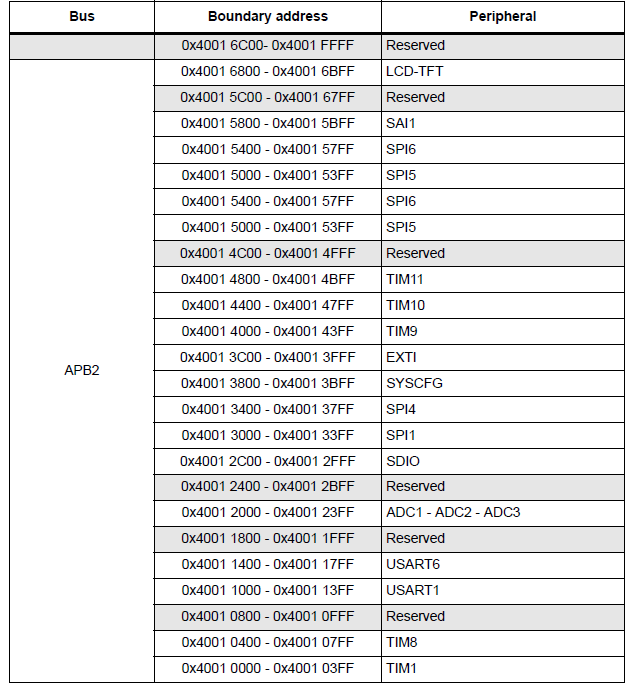 Bus Boundary address Peripheral
0x4001 6C00- 0x4001 FFFF Reserved
0x4001 6800 - 0x4001 6BFF LCD-TFT
0x4001 5C00 - 0x4001 67FF Reserved
0x4001 5800 - 0x4001 5BFF SAI1
0x4001 5400 - 0x4001 57FF SPI6
0x4001 5000 - 0x4001 53FF SPI5
0x4001 5400 - 0x4001 57FF SPI6
0x4001 5000 - 0x4001 53FF SPI5
0x4001 4C00 - 0x4001 4FFF Reserved
0x4001 4800 - 0x4001 4BFF TIM11
0x4001 4400 - 0x4001 47FF TIM10
0x4001 4000 - 0x4001 43FF TIM9
0x4001 3C00 - 0x4001 3FFF EXTI
APB2
0x4001 3800 - 0x4001 3BFF SYSCFG
0x4001 3400 - 0x4001 37FF SPI4
0x4001 3000 - 0x4001 33FF SPI1
0x4001 2C00 - 0x4001 2FFF SDIO
0x4001 2400 - 0x4001 2BFF Reserved
0x4001 2000 - 0x4001 23FF ADC1 - ADC2 - ADC3
0x4001 1800 - 0x4001 1FFF Reserved
0x4001 1400 - 0x4001 17FF USART6
0x4001 1000 - 0x4001 13FF USART1
0x4001 0800 - 0x4001 0FFF Reserved
0x4001 0400 - 0x4001 07FF TIM8
0x4001 0000 - 0x4001 03FF TIM1